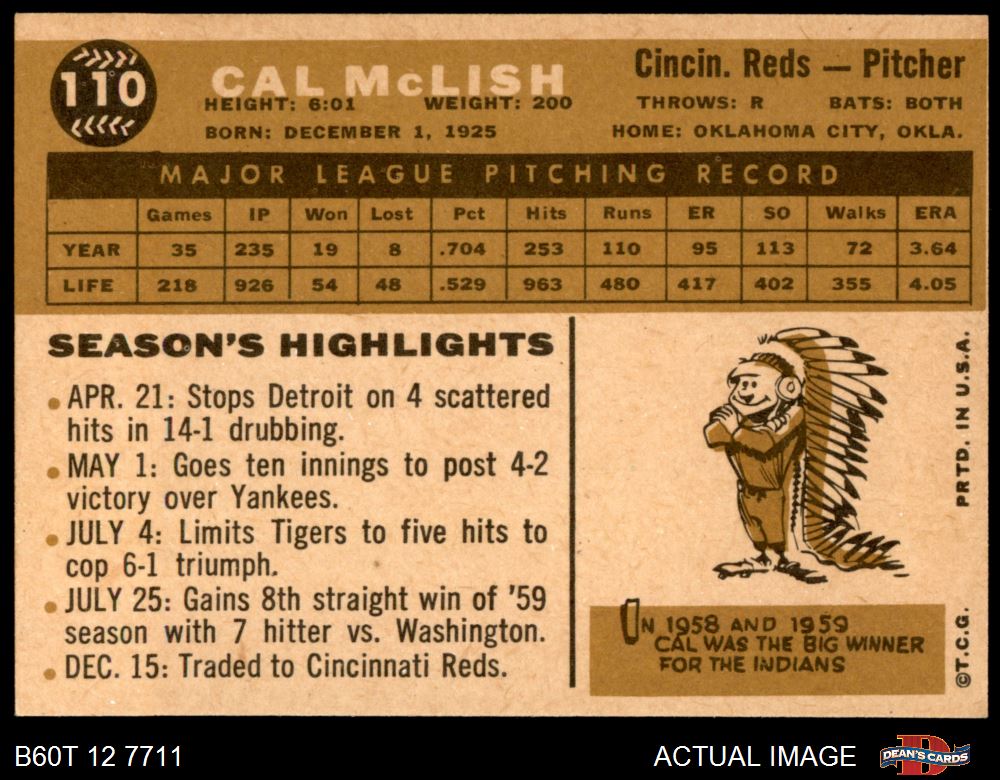 110
CAL McLISH
Cincin. Reds — Pitcher
HEIGHT: 6:01 WEIGHT: 200 THROWS: R BATS: BOTH
BORN: DECEMBER 1, 1925 HOME: OKLAHOMA CITY, OKLA.
MAJOR LEAGUE PITCHING RECORD
Games IP Won Lost Pct Hits Runs ER SO Walks ERA
YEAR 35 235 19 8 .704 253 110 95 113 72 3.64
LIFE 218 926 54 48 .529 963 480 417 402 355 4.05
SEASON'S HIGHLIGHTS
• APR. 21: Stops Detroit on 4 scattered
hits in 14-1 drubbing.
• MAY 1: Goes ten innings to post 4-2
victory over Yankees.
• JULY 4: Limits Tigers to five hits to
cop 6-1 triumph.
• JULY 25: Gains 8th straight win of '59
season with 7 hitter vs. Washington.
• DEC. 15: Traded to Cincinnati Reds.
IN 1958 AND 1959
CAL WAS THE BIG WINNER
FOR THE INDIANS
PRTD. IN U.S.A.
©T.C.G.
B60T 12 7711
ACTUAL IMAGE
DEAN'S CARDS